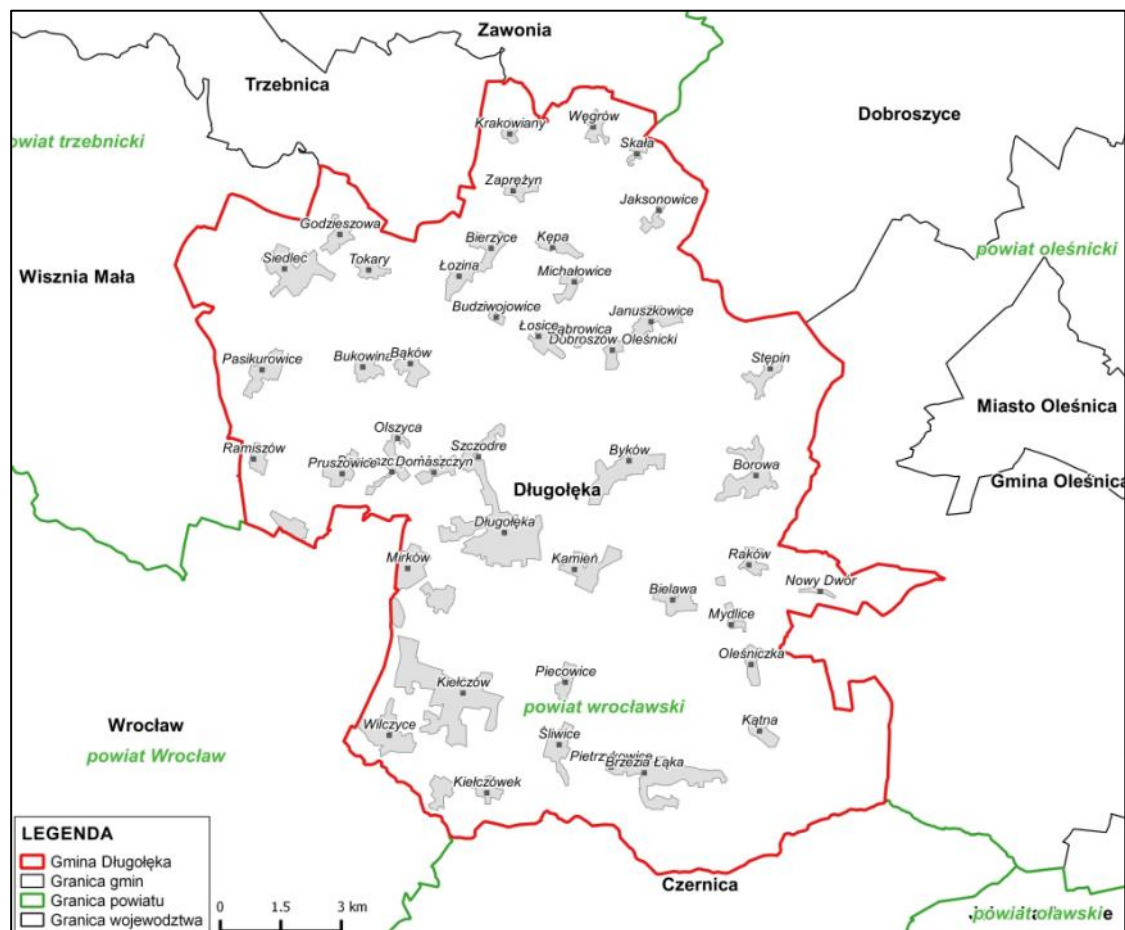 Zawonia
Trzebnica
Dobroszyce
powiat trzebnicki
Krakowiany
Węgrów
Skała
Zaprężyn
Jaksonowice
Godzieszowa
Bierzyce
Kępa
powiat oleśnicki
Siedlec
Tokary
Łozina
Michałowice
Wisznia Mała
Budziwojowice
Januszkowice
Łosice
Dąbrowica
Dobroszów Oleśnicki
Pasikurowice
Bukowina
Bąków
Stępin
Miasto Oleśnica
Olszyca
Ramiszów
Szczodre
Pruszowice
Domaszczyn
Byków
Borowa
Gmina Oleśnica
Długołęka
Długołęka
Mirków
Kamień
Raków
Nowy Dwór
Bielawa
Mydlice
Oleśniczka
Piecowice
Kiełczów
powiat wrocławski
Wrocław
Wilczyce
Śliwice
Kątna
powiat Wrocław
Pietrzykowice
Brzezia Łąka
Kiełczówek
LEGENDA
Gmina Długołęka
Granica gmin
Granica powiatu
Granica wojewodztwa
0 1.5 3 km
Czernica
powiat oławski